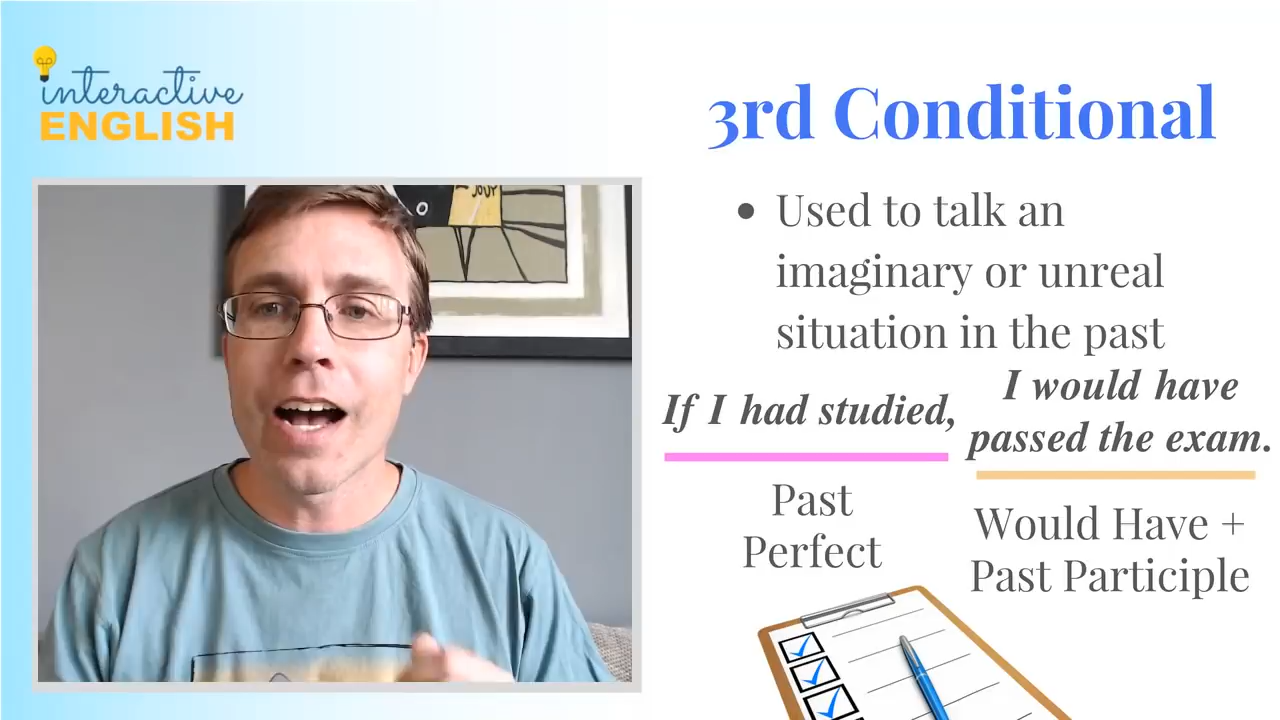 interactive
ENGLISH
3rd Conditional
Used to talk an
imaginary or unreal
situation in the past
If I had studied,
I would have
passed the exam.
Past
Perfect
Would Have +
Past Participle